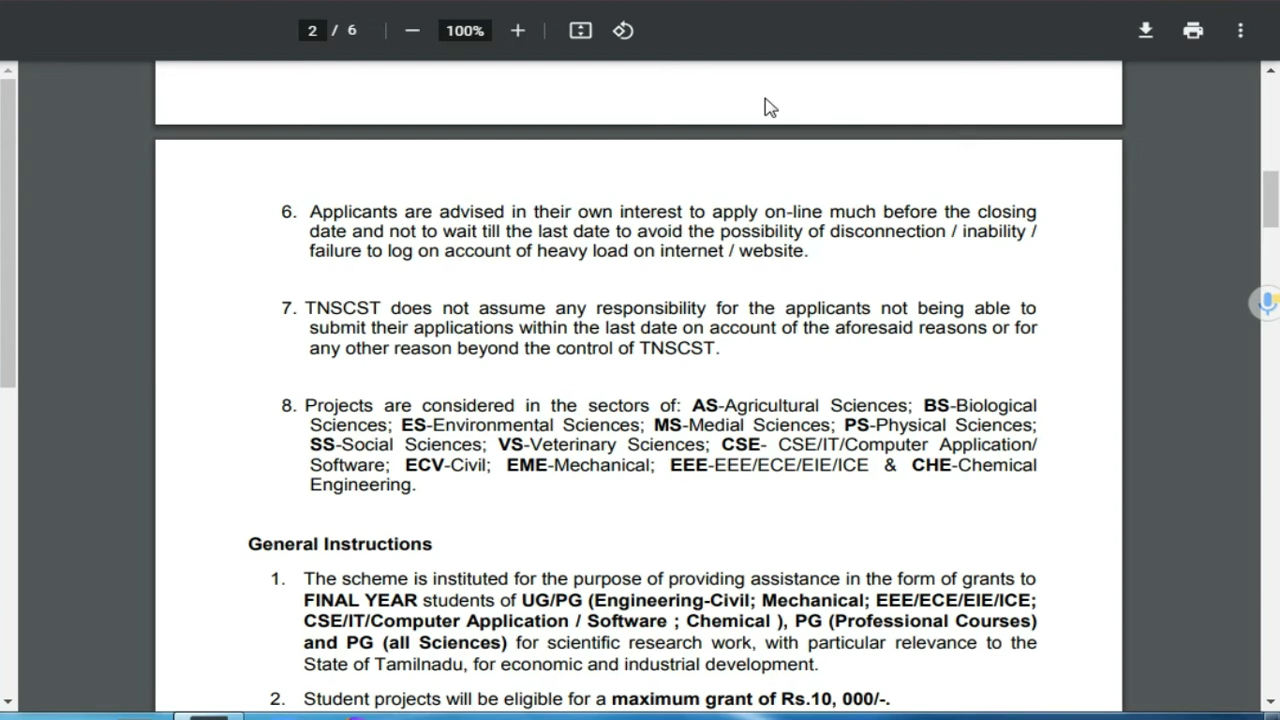 2 / 6
100%
6. Applicants are advised in their own interest to apply on-line much before the closing
date and not to wait till the last date to avoid the possibility of disconnection / inability /
failure to log on account of heavy load on internet / website.
7. TNSCST does not assume any responsibility for the applicants not being able to
submit their applications within the last date on account of the aforesaid reasons or for
any other reason beyond the control of TNSCST.
8. Projects are considered in the sectors of: AS-Agricultural Sciences; BS-Biological
Sciences; ES-Environmental Sciences; MS-Medial Sciences; PS-Physical Sciences;
SS-Social Sciences; VS-Veterinary Sciences; CSE- CSE/IT/Computer Application/
Software; ECV-Civil; EME-Mechanical; EEE-EEE/ECE/EIE/ICE & CHE-Chemical
Engineering.
General Instructions
1. The scheme is instituted for the purpose of providing assistance in the form of grants to
FINAL YEAR students of UG/PG (Engineering-Civil; Mechanical; EEE/ECE/EIE/ICE;
CSE/IT/Computer Application / Software ; Chemical ), PG (Professional Courses)
and PG (all Sciences) for scientific research work, with particular relevance to the
State of Tamilnadu, for economic and industrial development.
2. Student projects will be eligible for a maximum grant of Rs.10, 000/-.